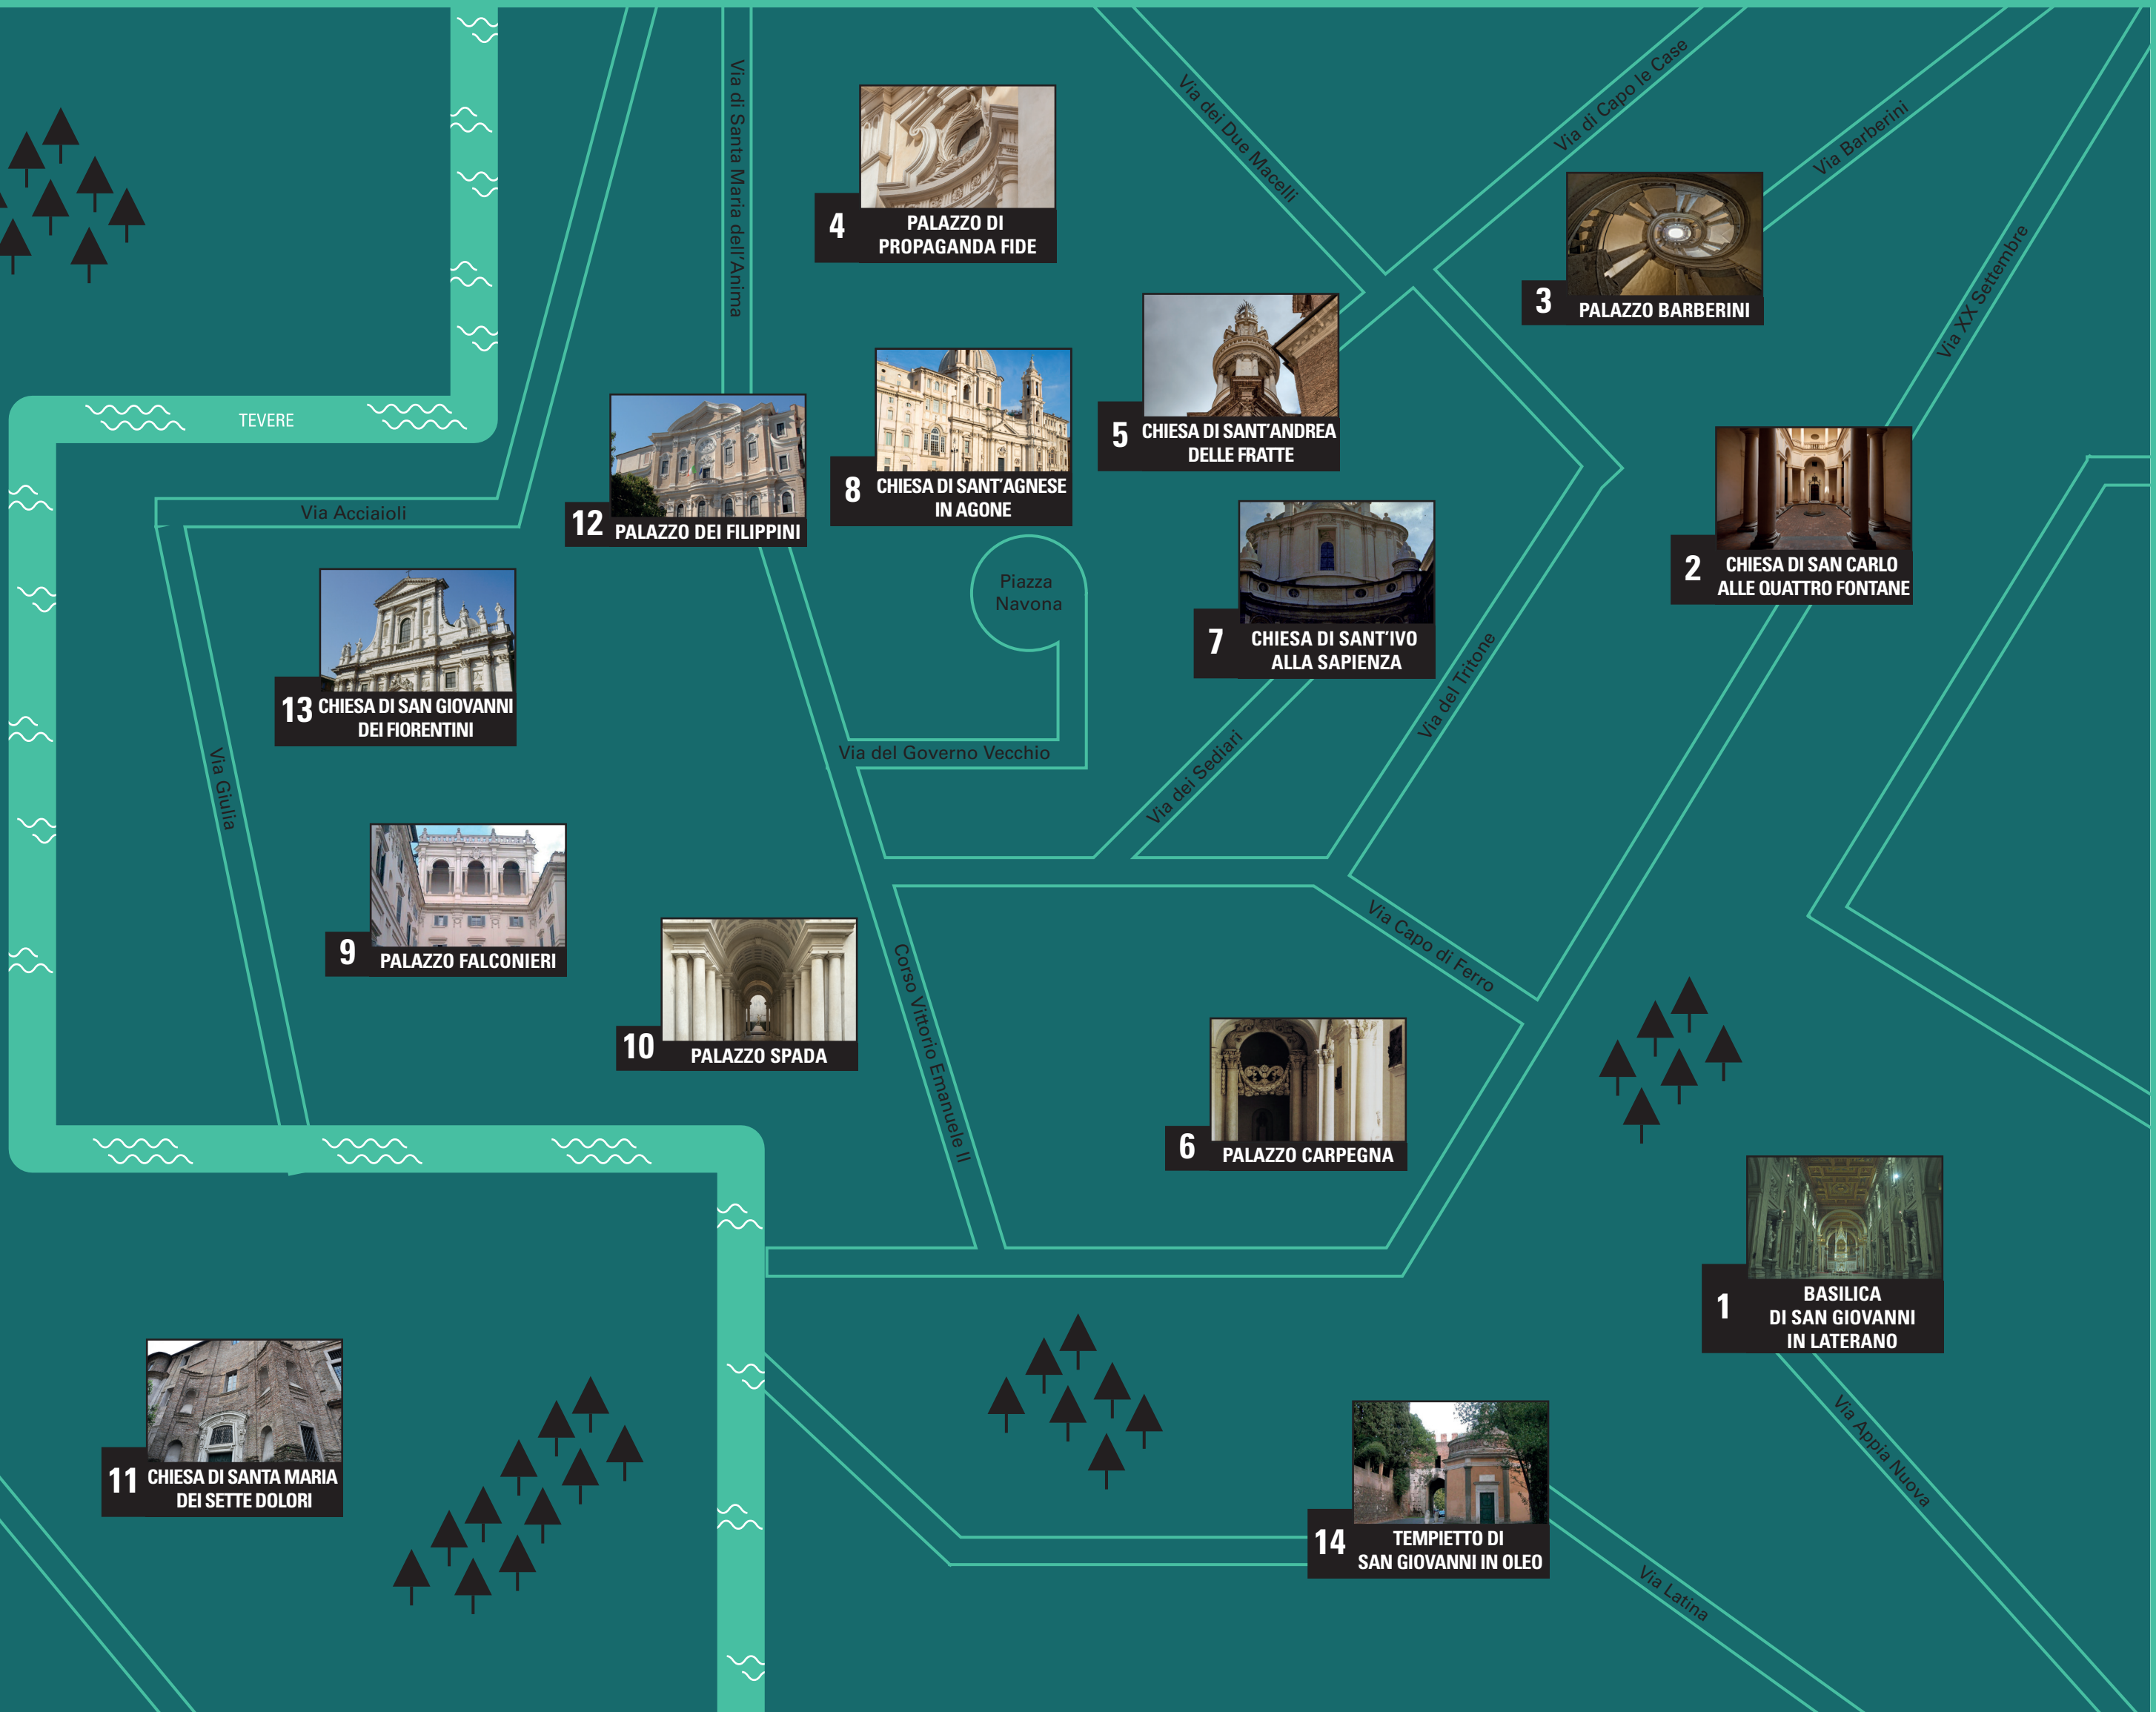 Via di Santa Maria dell'Anima
Via dei Due Macelli
Via di Capo le Case
Via Barberini
Via XX Settembre
4
PALAZZO DI
PROPAGANDA FIDE
3
PALAZZO BARBERINI
TEVERE
5
CHIESA DI SANT'ANDREA
DELLE FRATTE
8
CHIESA DI SANT'AGNESE
IN AGONE
12
PALAZZO DEI FILIPPINI
Via Acciaioli
2
CHIESA DI SAN CARLO
ALLE QUATTRO FONTANE
Piazza
Navona
7
CHIESA DI SANT'IVO
ALLA SAPIENZA
13
CHIESA DI SAN GIOVANNI
DEI FIORENTINI
Via del Tritone
Via Giulia
Via del Governo Vecchio
Via dei Sediari
9
PALAZZO FALCONIERI
Via Capo di Ferro
Corso Vittorio Emanuele II
10
PALAZZO SPADA
6
PALAZZO CARPEGNA
1
BASILICA
DI SAN GIOVANNI
IN LATERANO
11
CHIESA DI SANTA MARIA
DEI SETTE DOLORI
Via Appia Nuova
14
TEMPIETTO DI
SAN GIOVANNI IN OLEO
Via Latina